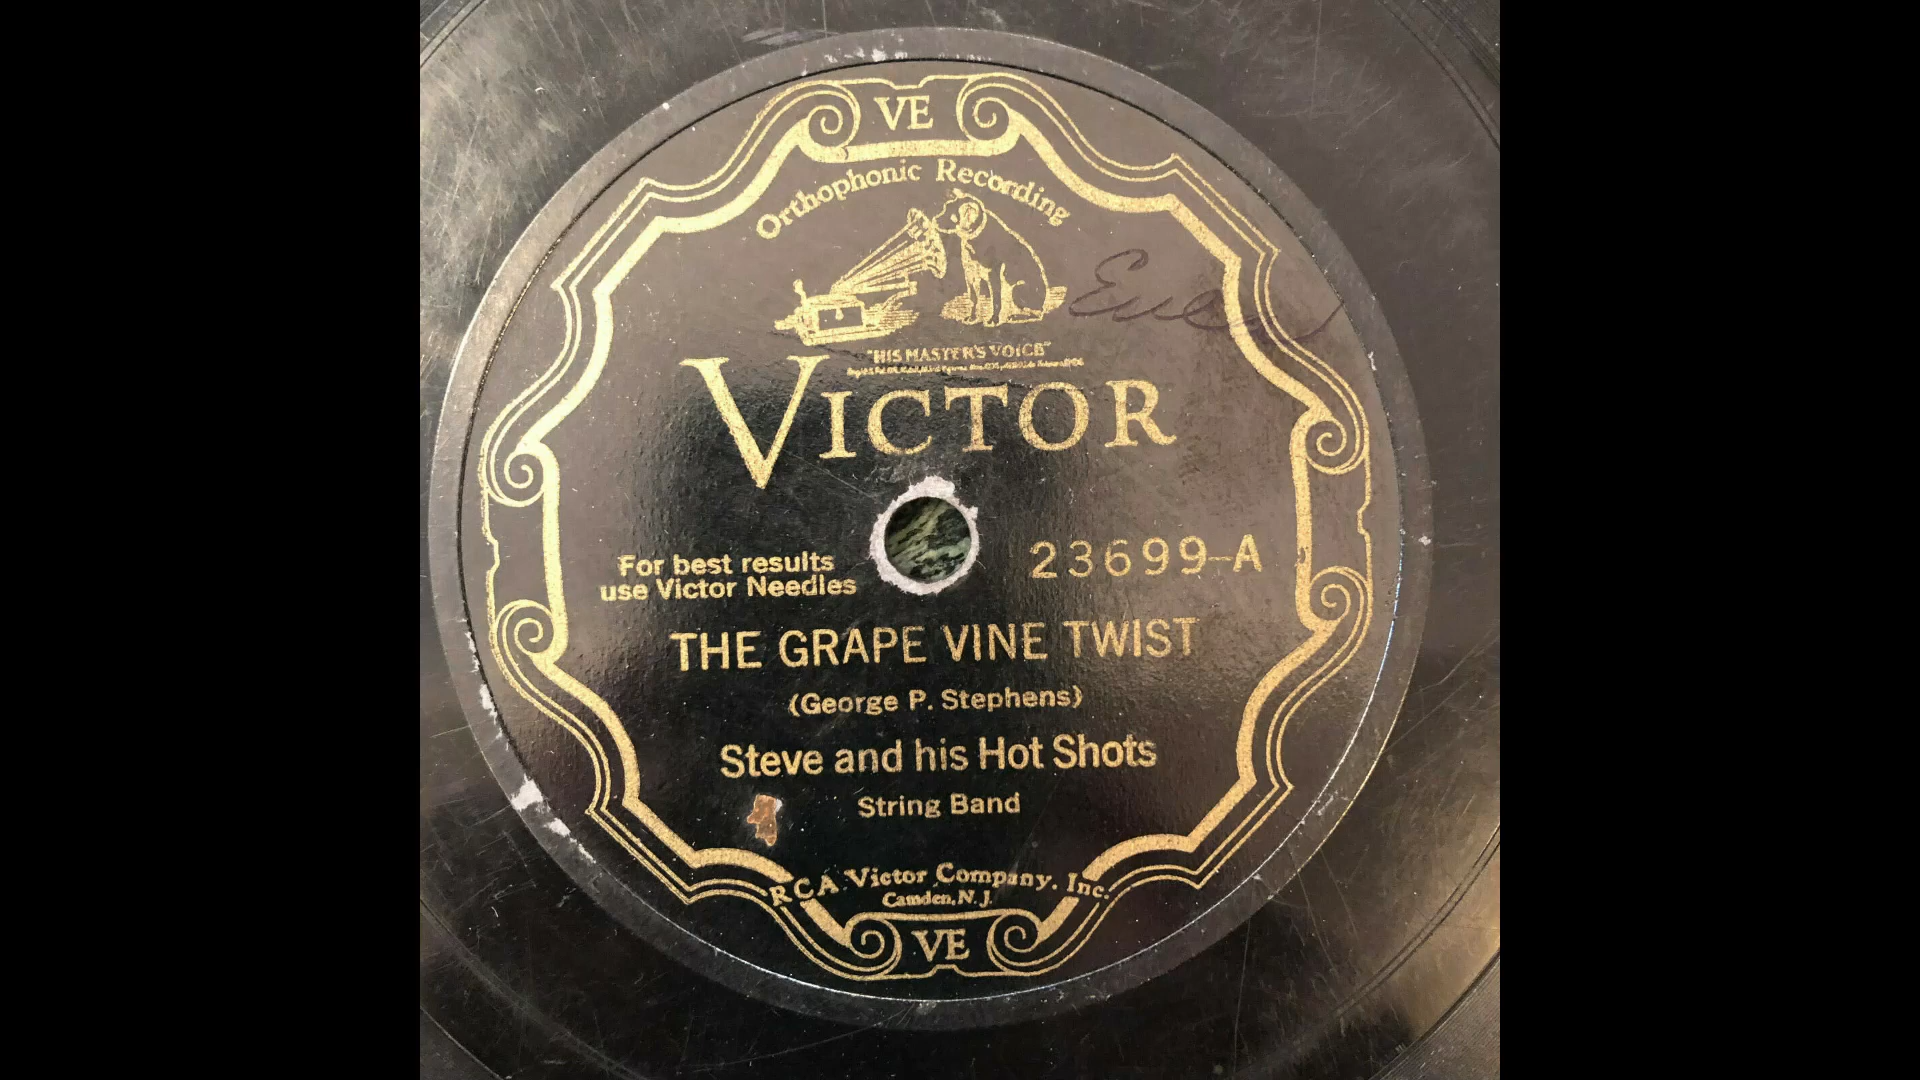 VE
Orthophonic Recording
"HIS MASTER'S VOICE"
VICTOR
For best results
use Victor Needles
23699-A
THE GRAPE VINE TWIST
(George P. Stephens)
Steve and his Hot Shots
String Band
RCA Victor Company, Inc.
Camden, N. J.
VE